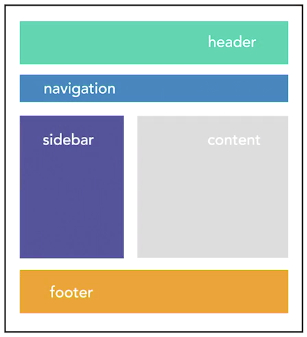 header
navigation
sidebar
content
footer